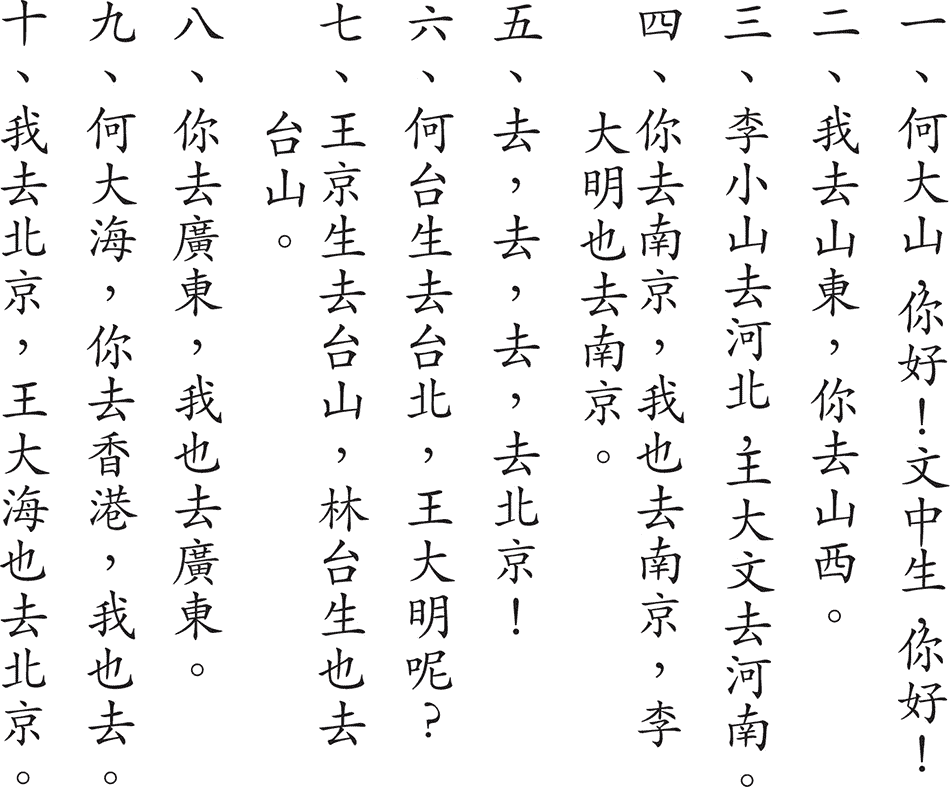 一、何大山，你好！文中生，你好！
二、我去山東，你去山西。
三、李小山去河北，王大文去河南。
四、你去南京，我也去南京，李
大明也去南京。
五、去，去，去，去北京！
六、何台生去台北，王大明呢？
七、王京生去台山，林台生也去
台山。
八、你去廣東，我也去廣東。
九、何大海，你去香港，我也去。
十、我去北京，王大海也去北京。